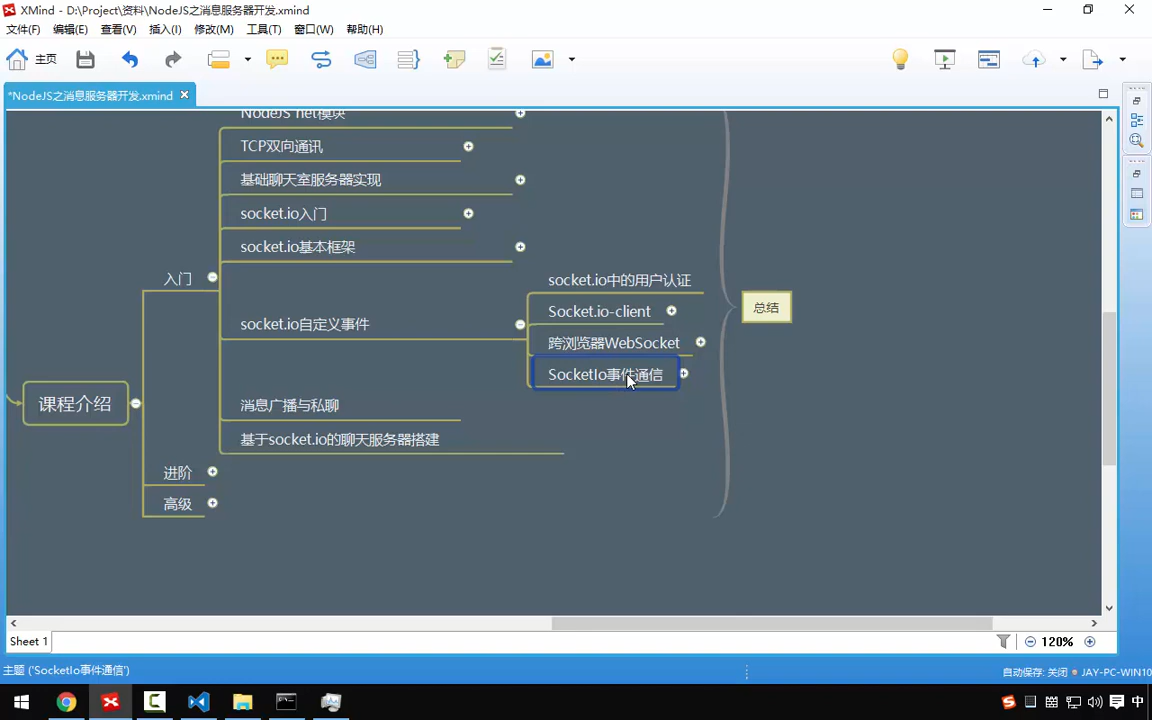 XMind - D:\Project\资料\NodeJS之消息服务器开发.xmind
文件(F) 编辑(E) 查看(V) 插入(I) 修改(M) 工具(T) 窗口(W) 帮助(H)
主页
*NodeJS之消息服务器开发.xmind
NodeJS net模块
TCP双向通讯
基础聊天室服务器实现
socket.io入门
socket.io基本框架
入门
socket.io中的用户认证
Socket.io-client
总结
socket.io自定义事件
跨浏览器WebSocket
SocketIo事件通信
课程介绍
消息广播与私聊
基于socket.io的聊天服务器搭建
进阶
高级
Sheet 1
120%
主题 ('SocketIo事件通信')
自动保存: 关闭
JAY-PC-WIN10
中